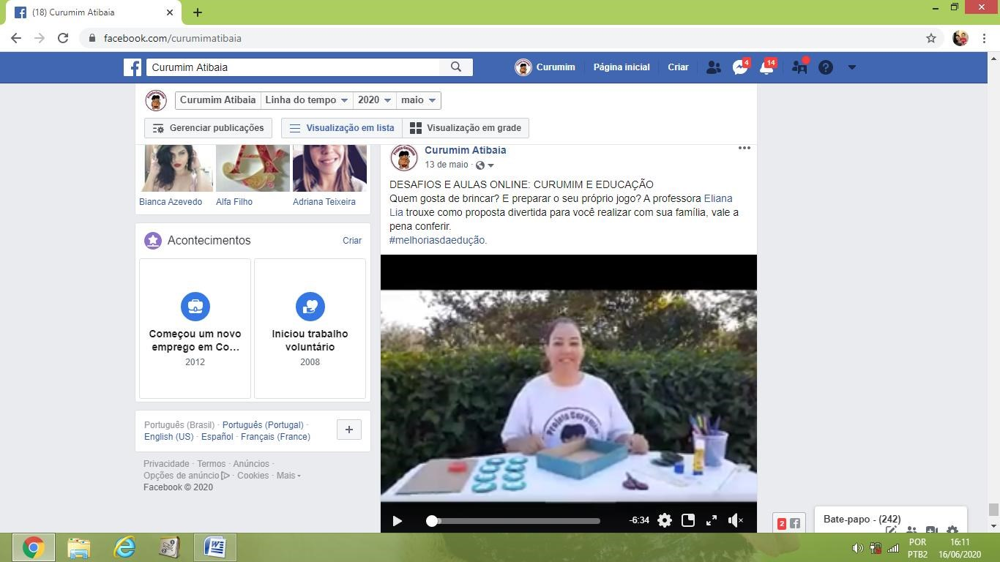 (18) Curumim Atibaia
facebook.com/curumimatibaia
Curumim Atibaia
Curumim
Página inicial
Criar
4
14
Curumim Atibaia
Linha do tempo
2020
maio
Gerenciar publicações
Visualização em lista
Visualização em grade
Bianca Azevedo
Alfa Filho
Adriana Teixeira
Acontecimentos
Criar
Começou um novo
emprego em Co…
2012
Iniciou trabalho
voluntário
2008
Português (Brasil) · Português (Portugal) ·
English (US) · Español · Français (France)
Privacidade · Termos · Anúncios ·
Opções de anúncio · Cookies · Mais
Facebook © 2020
Curumim Atibaia
13 de maio ·
DESAFIOS E AULAS ONLINE: CURUMIM E EDUCAÇÃO
Quem gosta de brincar? E preparar o seu próprio jogo? A professora Eliana
Lia trouxe como proposta divertida para você realizar com sua família, vale a
pena conferir.
#melhoriasdaedução.
Projeto Curumim
-6:34
2
Bate-papo - (242)
POR
PTB2
16:11
16/06/2020